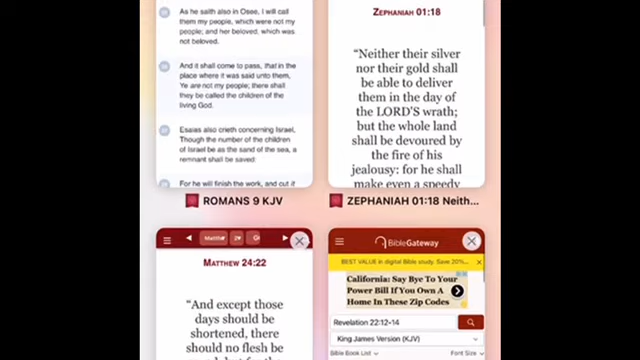 As he saith also in Osee, I will call
them my people, which were not my
people; and her beloved, which was
not beloved.
And it shall come to pass, that in the
place where it was said unto them,
Ye are not my people; there shall
they be called the children of the
living God.
Esaias also crieth concerning Israel,
Though the number of the children
of Israel be as the sand of the sea, a
remnant shall be saved:
For he will finish the work, and cut it
ROMANS 9 KJV
ZEPHANIAH 01:18
“Neither their silver
nor their gold shall
be able to deliver
them in the day of
the LORD'S wrath;
but the whole land
shall be devoured by
the fire of his
jealousy: for he shall
make even a speedy
ZEPHANIAH 01:18 Neith...
MATTHEW 24:22
“And except those
days should be
shortened, there
should no flesh be
BibleGateway
BEST VALUE in digital Bible study. Save 20%...
California: Say Bye To Your
Power Bill If You Own A
Home In These Zip Codes
Revelation 22:12-14
King James Version (KJV)
Bible Book List
Font Size